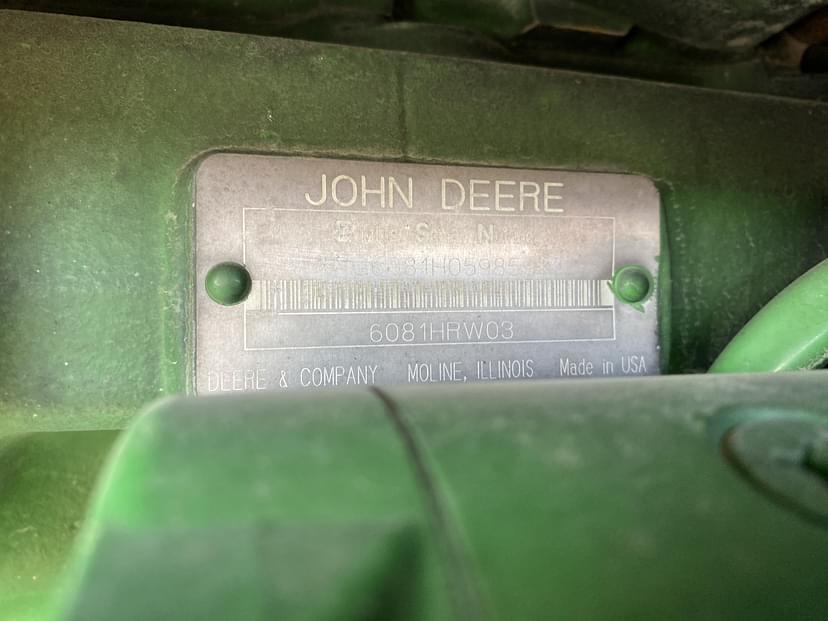 JOHN DEERE
6081HRW03
DEERE & COMPANY MOLINE, ILLINOIS Made in USA